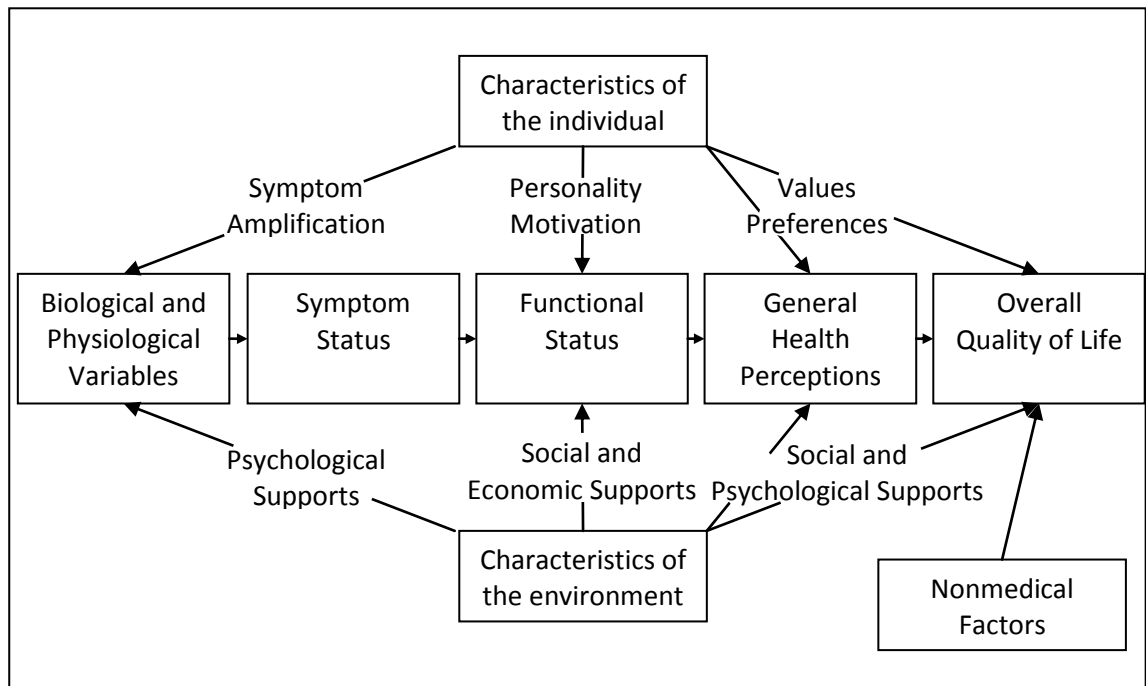 Characteristics of
the individual
Symptom
Amplification
Personality
Motivation
Values
Preferences
Biological and
Physiological
Variables
Symptom
Status
Functional
Status
General
Health
Perceptions
Overall
Quality of Life
Psychological
Supports
Social and
Economic Supports
Social and
Psychological Supports
Characteristics of
the environment
Nonmedical
Factors